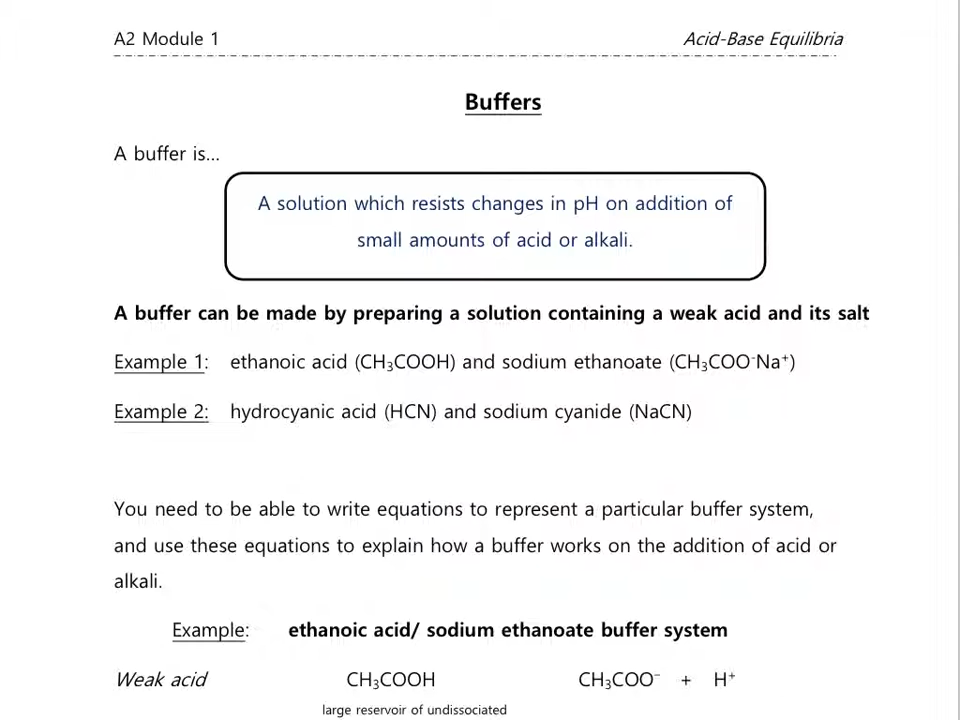 A2 Module 1 Acid-Base Equilibria
Buffers
A buffer is...
A solution which resists changes in pH on addition of
small amounts of acid or alkali.
A buffer can be made by preparing a solution containing a weak acid and its salt
Example 1: ethanoic acid (CH₃COOH) and sodium ethanoate (CH₃COO⁻Na⁺)
Example 2: hydrocyanic acid (HCN) and sodium cyanide (NaCN)
You need to be able to write equations to represent a particular buffer system,
and use these equations to explain how a buffer works on the addition of acid or
alkali.
Example: ethanoic acid/ sodium ethanoate buffer system
Weak acid CH₃COOH CH₃COO⁻ + H⁺
large reservoir of undissociated